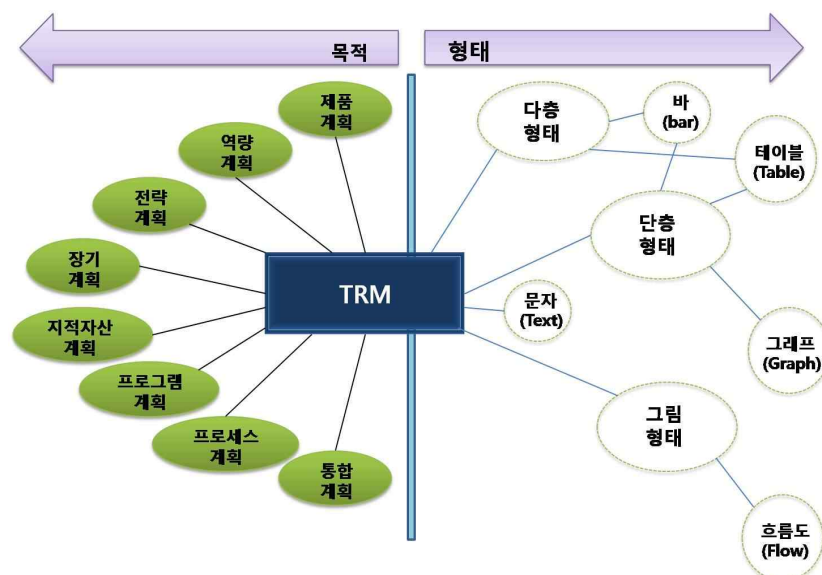 목적
형태
제품
계획
역량
계획
전략
계획
장기
계획
지적자산
계획
프로그램
계획
프로세스
계획
통합
계획
TRM
다층
형태
바
(bar)
테이블
(Table)
단층
형태
문자
(Text)
그래프
(Graph)
그림
형태
흐름도
(Flow)